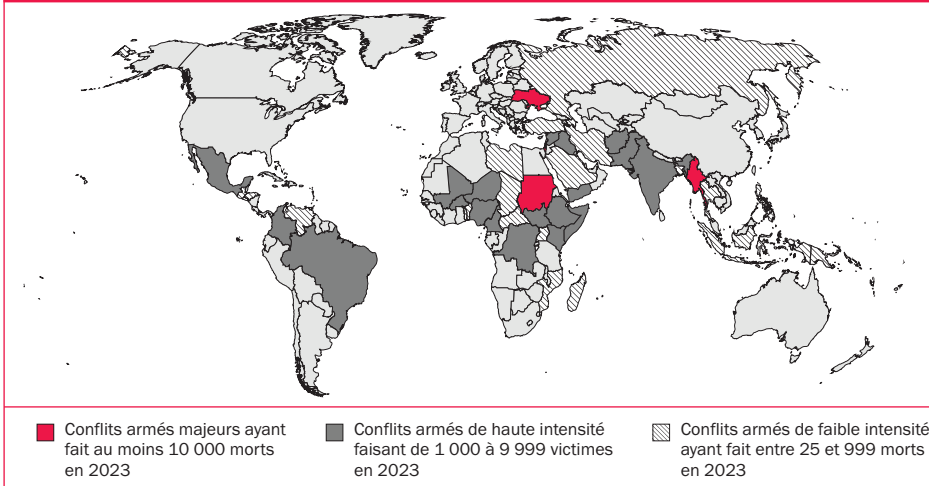 Conflits armés majeurs ayant
fait au moins 10 000 morts
en 2023
Conflits armés de haute intensité
faisant de 1 000 à 9 999 victimes
en 2023
Conflits armés de faible intensité
ayant fait entre 25 et 999 morts
en 2023